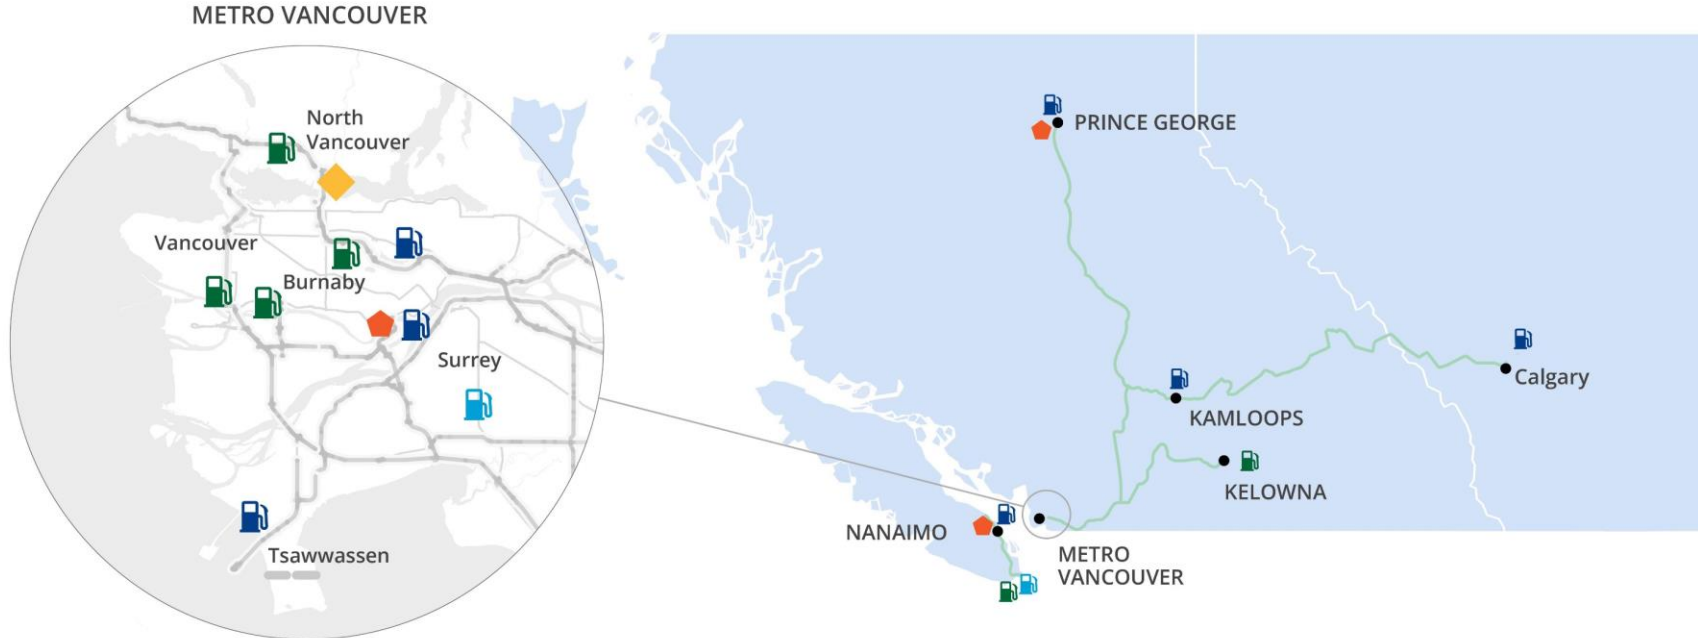 METRO VANCOUVER
North
Vancouver
Vancouver
Burnaby
Surrey
Tsawwassen
PRINCE GEORGE
Calgary
KAMLOOPS
KELOWNA
NANAIMO
METRO
VANCOUVER